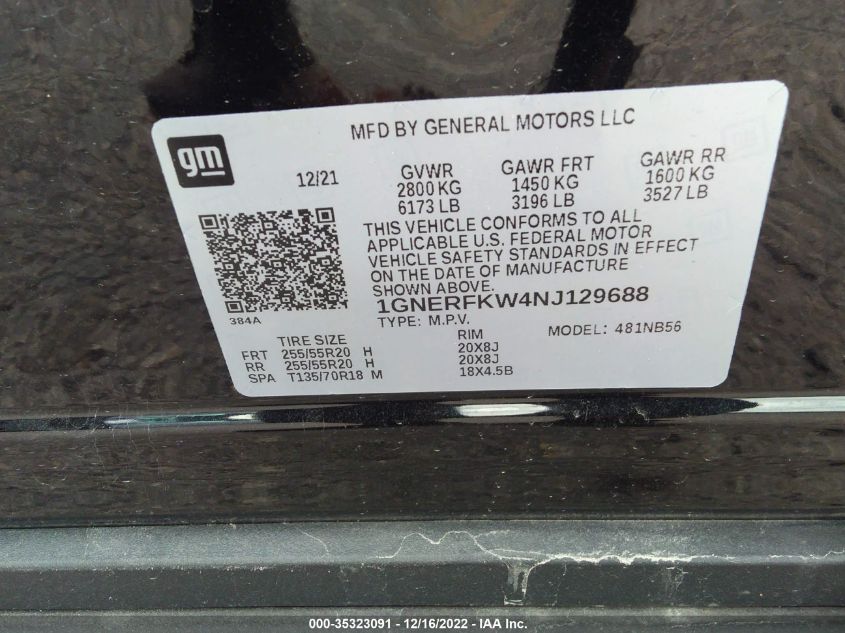 gm
MFD BY GENERAL MOTORS LLC
12/21
GVWR GAWR FRT GAWR RR
2800 KG 1450 KG 1600 KG
6173 LB 3196 LB 3527 LB
THIS VEHICLE CONFORMS TO ALL
APPLICABLE U.S. FEDERAL MOTOR
VEHICLE SAFETY STANDARDS IN EFFECT
ON THE DATE OF MANUFACTURE
SHOWN ABOVE.
1GNERFKW4NJ129688
384A
TYPE: M.P.V. MODEL: 481NB56
TIRE SIZE RIM
FRT 255/55R20 H 20X8J
RR 255/55R20 H 20X8J
SPA T135/70R18 M 18X4.5B
000-35323091 - 12/16/2022 - IAA Inc.